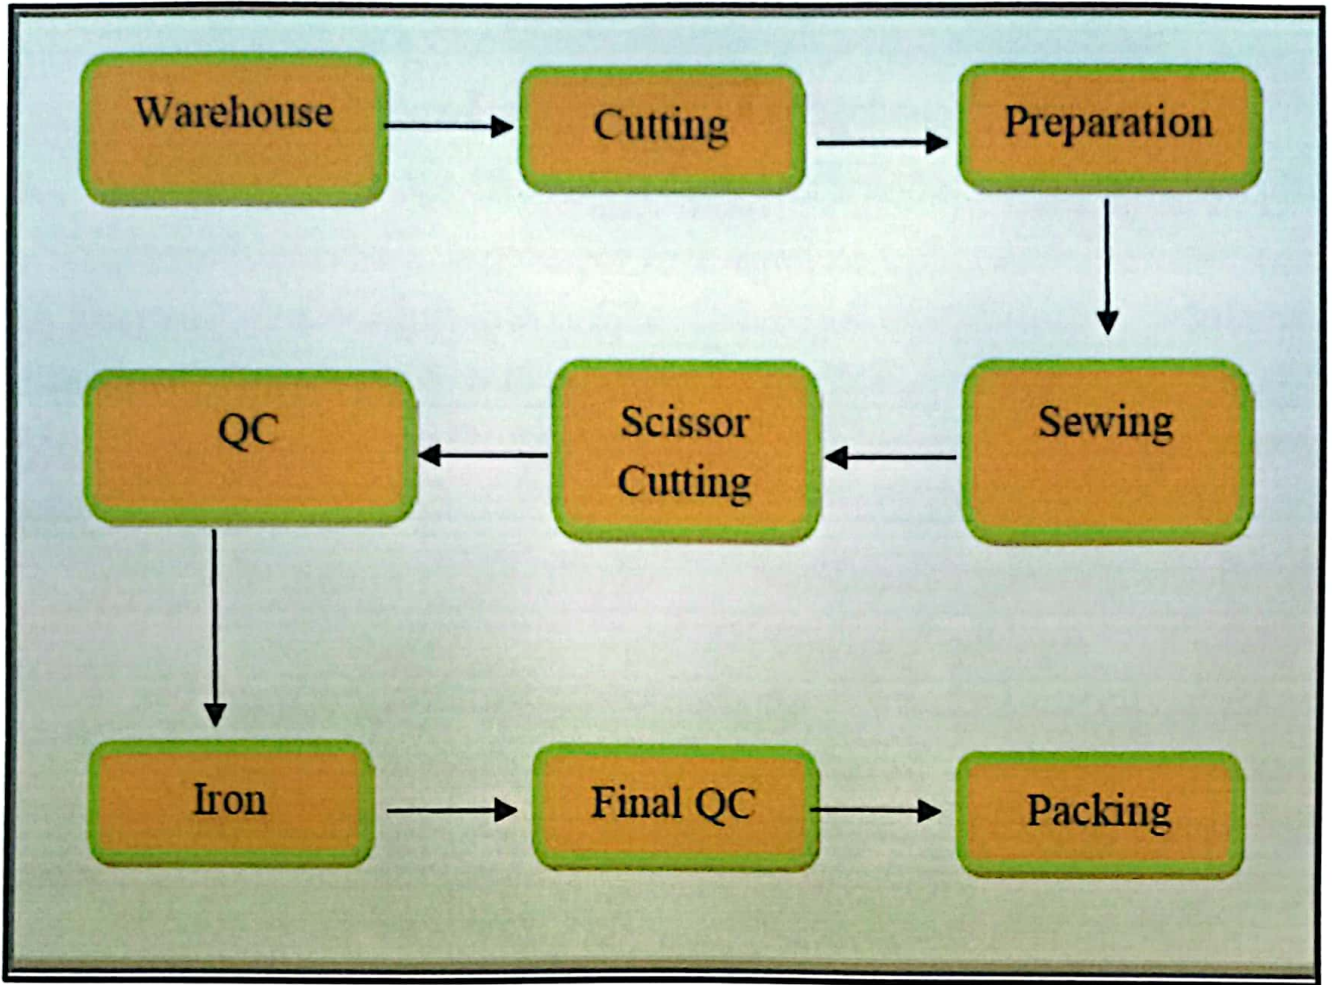 Warehouse
Cutting
Preparation
Sewing
Scissor
Cutting
QC
Iron
Final QC
Packing